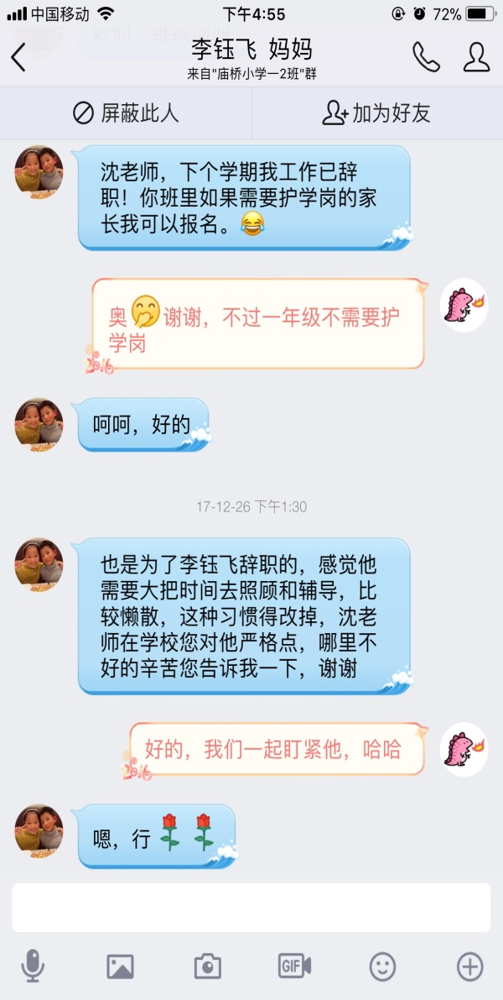 中国移动
下午4:55
72%
李钰飞 妈妈
来自"庙桥小学一2班"群
屏蔽此人
加为好友
沈老师，下个学期我工作已辞
职！你班里如果需要护学岗的家
长我可以报名。
奥谢谢，不过一年级不需要护
学岗
2016
呵呵，好的
17-12-26 下午1:30
也是为了李钰飞辞职的，感觉他
需要大把时间去照顾和辅导，比
较懒散，这种习惯得改掉，沈老
师在学校您对他严格点，哪里不
好的辛苦您告诉我一下，谢谢
好的，我们一起盯紧他，哈哈
2016
嗯，行
GIF